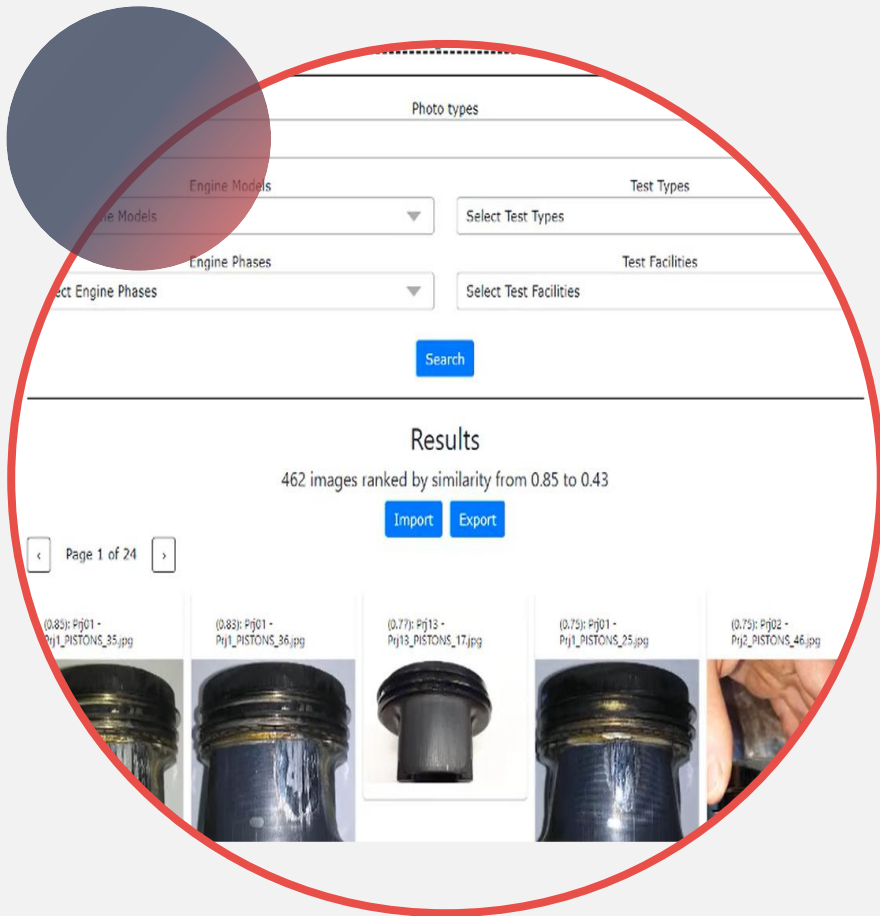 Photo types
Engine Models
Test Types
Models
Select Test Types
Engine Phases
Test Facilities
Engine Phases
Select Test Facilities
Search
Results
462 images ranked by similarity from 0.85 to 0.43
Import
Export
‹
Page 1 of 24
›
(0.85): Prj01 -
Prj1_PISTONS_35.jpg
(0.83): Prj01 -
Prj1_PISTONS_36.jpg
(0.77): Prj13 -
Prj13_PISTONS_17.jpg
(0.75): Prj01 -
Prj1_PISTONS_25.jpg
(0.75): Prj02 -
Prj2_PISTONS_46.jpg